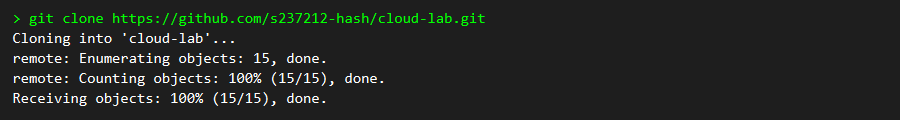 > git clone https://github.com/s237212-hash/cloud-lab.git
Cloning into 'cloud-lab'...
remote: Enumerating objects: 15, done.
remote: Counting objects: 100% (15/15), done.
Receiving objects: 100% (15/15), done.